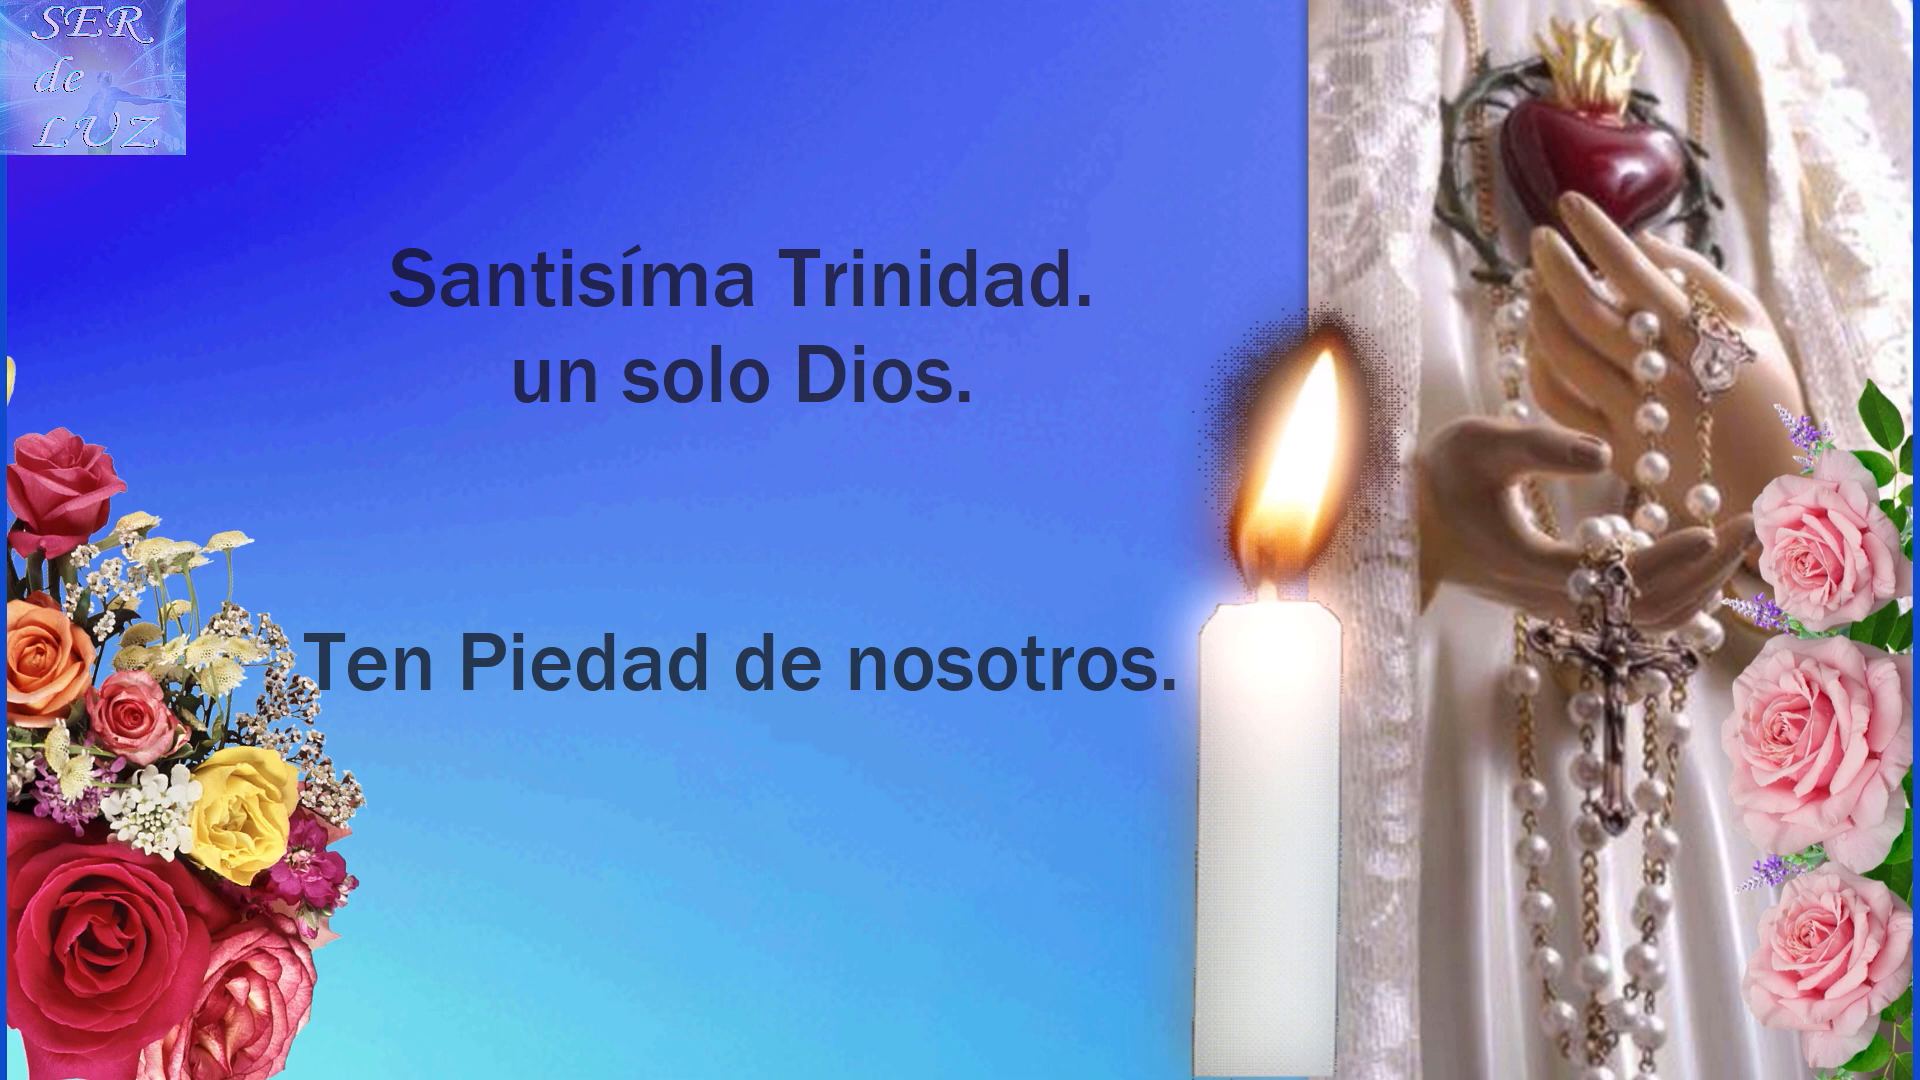 SER
de
LUZ
Santisíma Trinidad.
un solo Dios.
Ten Piedad de nosotros.